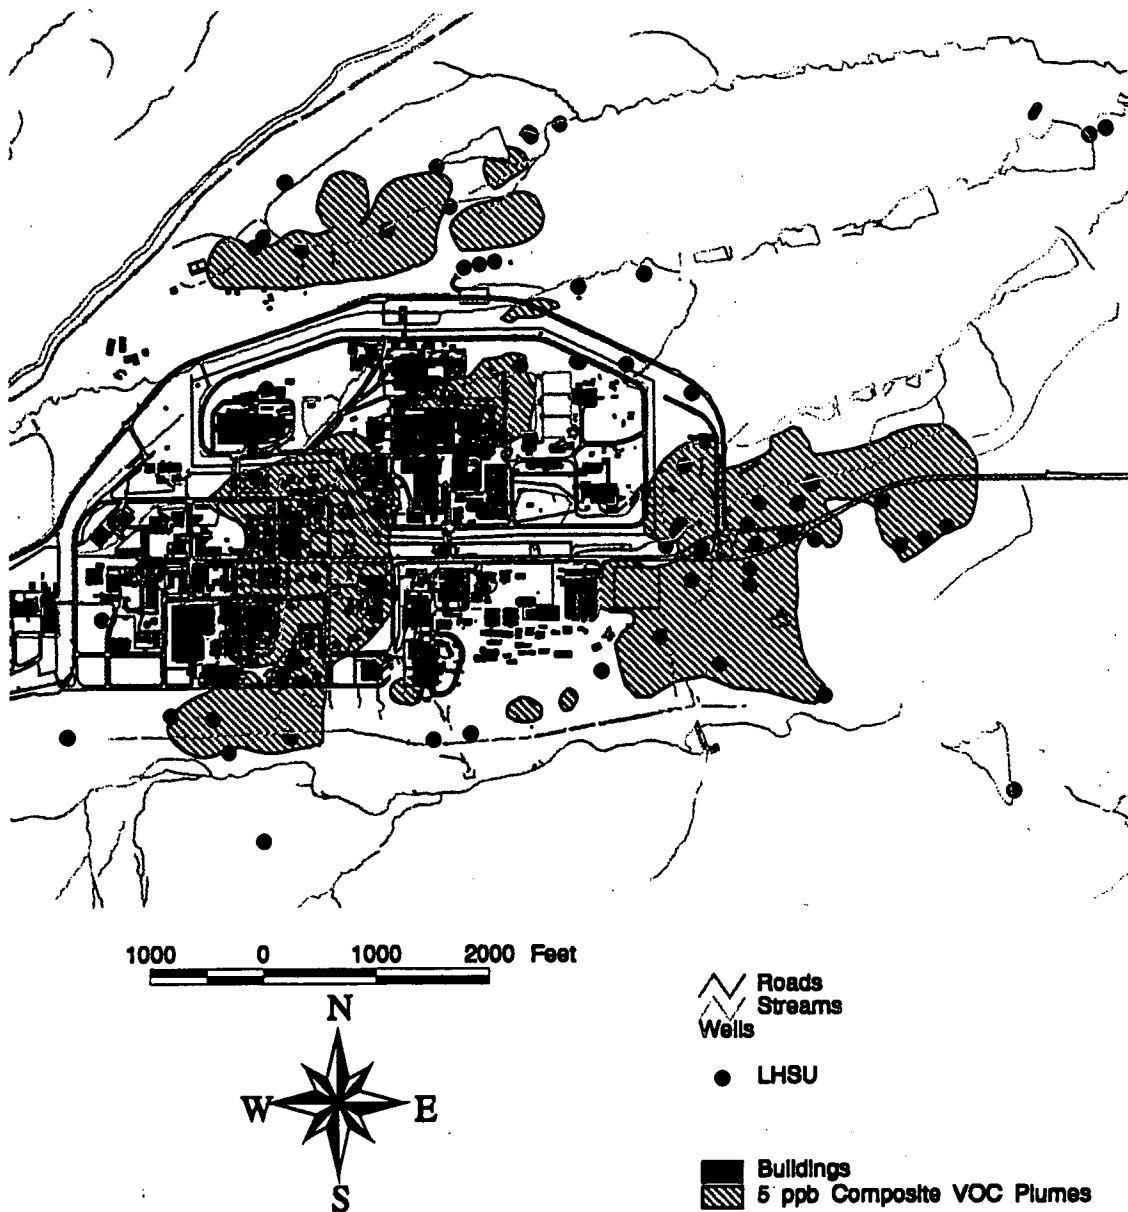 1000 0 1000 2000 Feet
N
W E
S
Roads
Streams
Wells
LHSU
Buildings
5 ppb Composite VOC Plumes